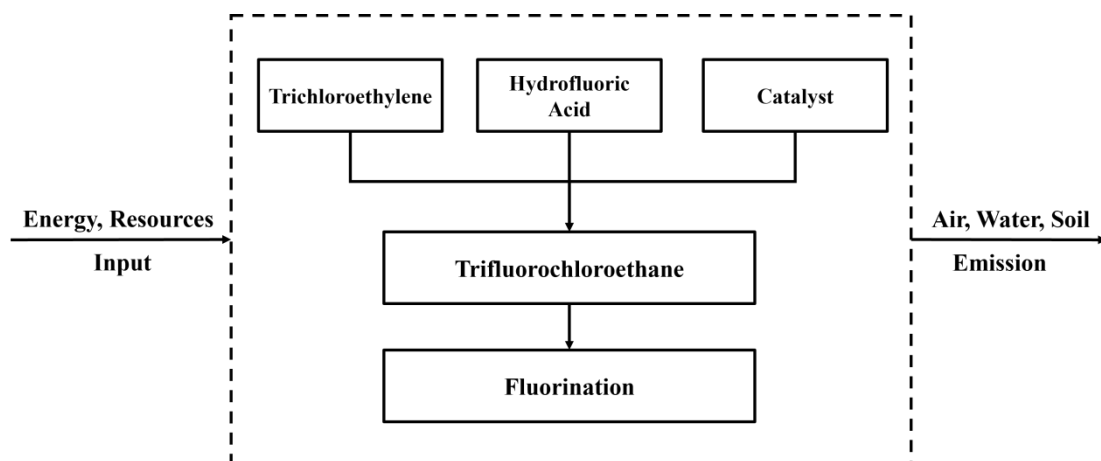 Trichloroethylene
Hydrofluoric
Acid
Catalyst
Energy, Resources
Input
Air, Water, Soil
Emission
Trifluorochloroethane
Fluorination